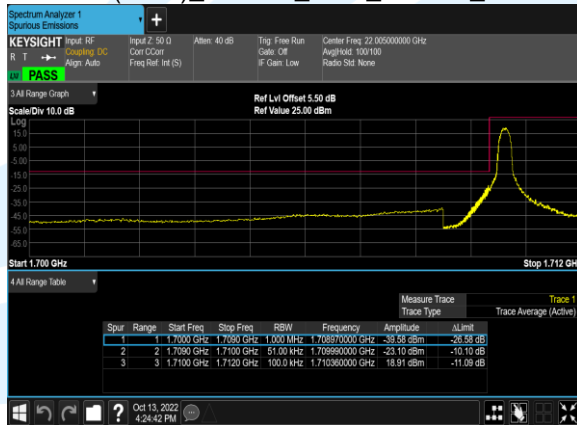 Spectrum Analyzer 1
Spurious Emissions
+
KEYSIGHT Input: RF Input Z: 50 Ω Atten: 40 dB Trig: Free Run Center Freq: 22.005000000 GHz
R T Coupling: DC Corr CCorr Gate: Off Avg|Hold: 100/100
Align: Auto Freq Ref: Int (S) IF Gain: Low Radio Std: None
LW PASS
3 All Range Graph
Ref Lvl Offset 5.50 dB
Scale/Div 10.0 dB Ref Value 25.00 dBm
Log
15.0
5.00
-5.00
-15.0
-25.0
-35.0
-45.0
-55.0
-65.0
Start 1.700 GHz Stop 1.712 GH
4 All Range Table
Measure Trace Trace 1
Trace Type Trace Average (Active)
Spur Range Start Freq Stop Freq RBW Frequency Amplitude ΔLimit
1 1 1.7000 GHz 1.7090 GHz 1.000 MHz 1.708970000 GHz -39.58 dBm -26.58 dB
2 2 1.7090 GHz 1.7100 GHz 51.00 kHz 1.709990000 GHz -23.10 dBm -10.10 dB
3 3 1.7100 GHz 1.7120 GHz 100.0 kHz 1.710360000 GHz 18.91 dBm -11.09 dB
? Oct 13, 2022
4:24:42 PM